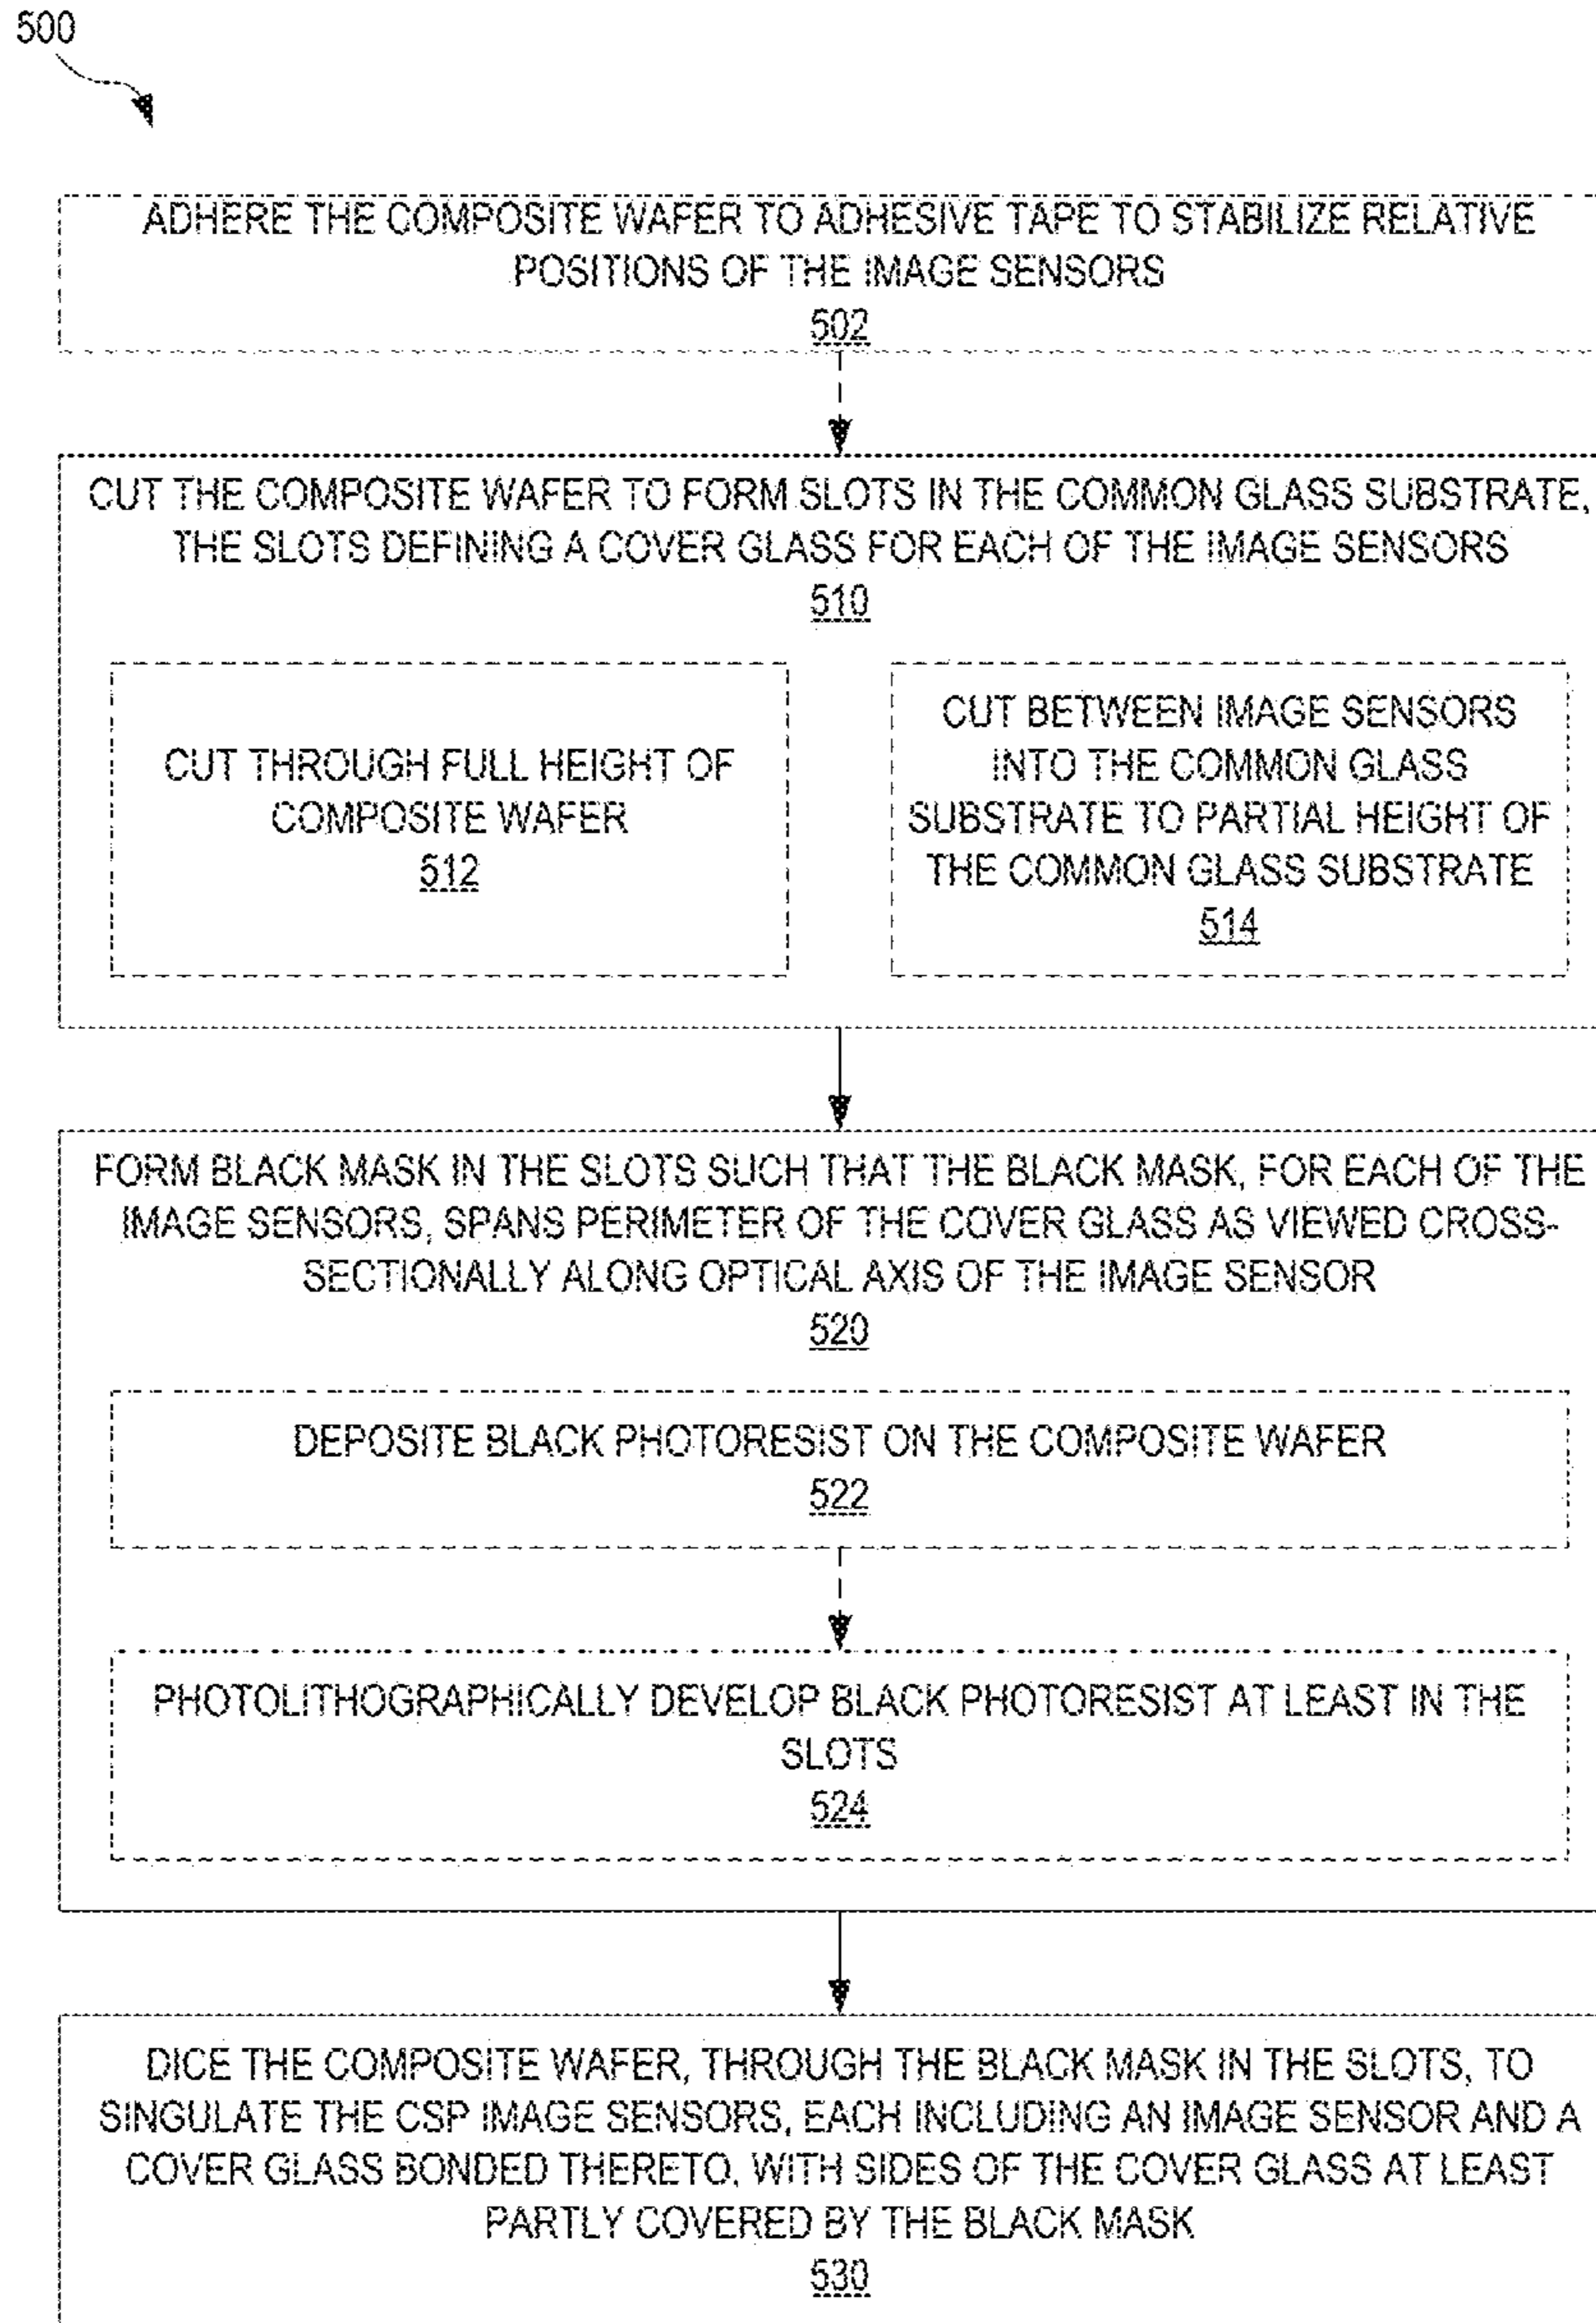 500
ADHERE THE COMPOSITE WAFER TO ADHESIVE TAPE TO STABILIZE RELATIVE
POSITIONS OF THE IMAGE SENSORS
502
CUT THE COMPOSITE WAFER TO FORM SLOTS IN THE COMMON GLASS SUBSTRATE,
THE SLOTS DEFINING A COVER GLASS FOR EACH OF THE IMAGE SENSORS
510
CUT THROUGH FULL HEIGHT OF
COMPOSITE WAFER
512
CUT BETWEEN IMAGE SENSORS
INTO THE COMMON GLASS
SUBSTRATE TO PARTIAL HEIGHT OF
THE COMMON GLASS SUBSTRATE
514
FORM BLACK MASK IN THE SLOTS SUCH THAT THE BLACK MASK, FOR EACH OF THE
IMAGE SENSORS, SPANS PERIMETER OF THE COVER GLASS AS VIEWED CROSS-
SECTIONALLY ALONG OPTICAL AXIS OF THE IMAGE SENSOR
520
DEPOSITE BLACK PHOTORESIST ON THE COMPOSITE WAFER
522
PHOTOLITHOGRAPHICALLY DEVELOP BLACK PHOTORESIST AT LEAST IN THE
SLOTS
524
DICE THE COMPOSITE WAFER, THROUGH THE BLACK MASK IN THE SLOTS, TO
SINGULATE THE CSP IMAGE SENSORS, EACH INCLUDING AN IMAGE SENSOR AND A
COVER GLASS BONDED THERETO, WITH SIDES OF THE COVER GLASS AT LEAST
PARTLY COVERED BY THE BLACK MASK
530